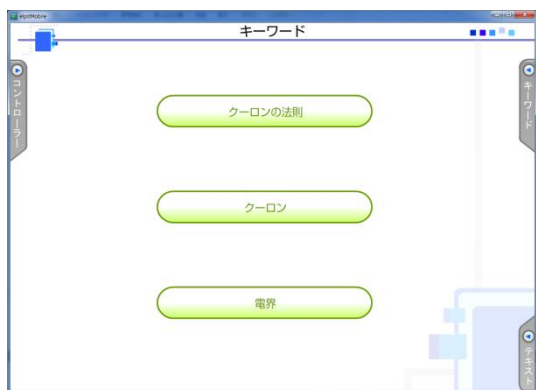 elpitMobile
キーワード
コントローラー
キーワード
クーロンの法則
クーロン
電界
テキスト